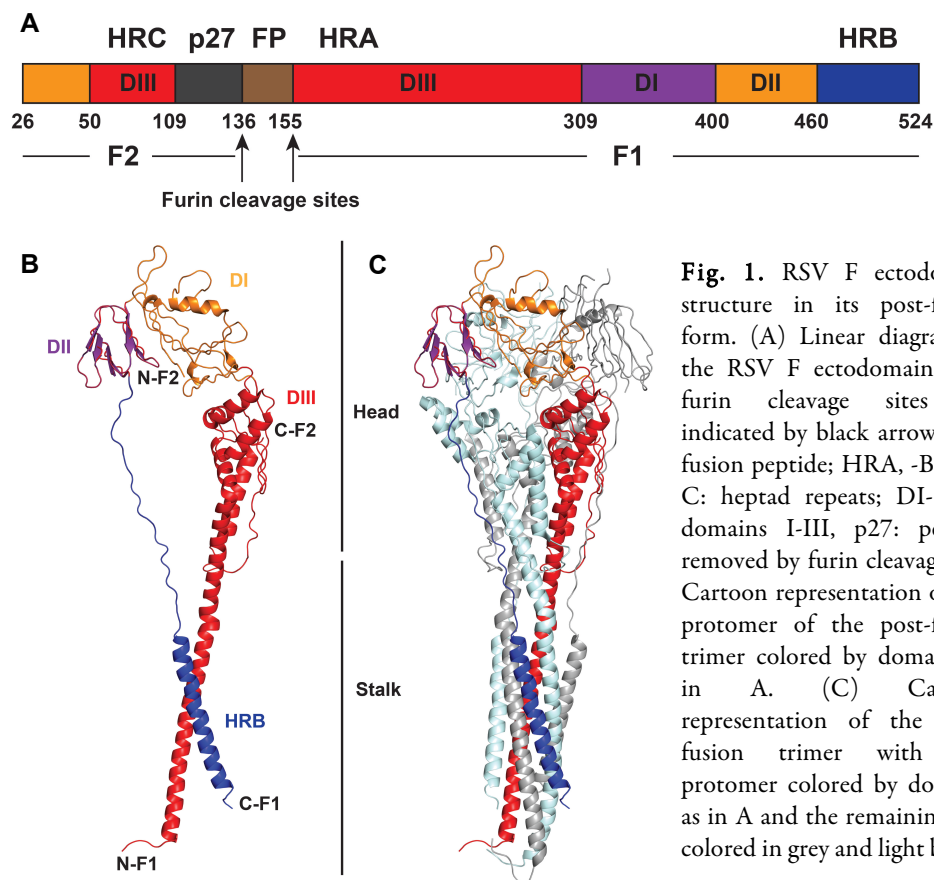 A
HRC p27 FP HRA HRB
DIII DIII DI DII
26 50 109 136 155 309 400 460 524
F2 F1
Furin cleavage sites
B
DI
DII
N-F2
DIII
C-F2
HRB
C-F1
N-F1
Head
Stalk
C
Fig. 1. RSV F ectodo
structure in its post-f
form. (A) Linear diagra
the RSV F ectodomain
furin cleavage sites
indicated by black arrow
fusion peptide; HRA, -B
C: heptad repeats; DI-
domains I-III, p27: pe
removed by furin cleavag
Cartoon representation o
protomer of the post-f
trimer colored by doma
in A. (C) Ca
representation of the
fusion trimer with
protomer colored by do
as in A and the remainin
colored in grey and light b